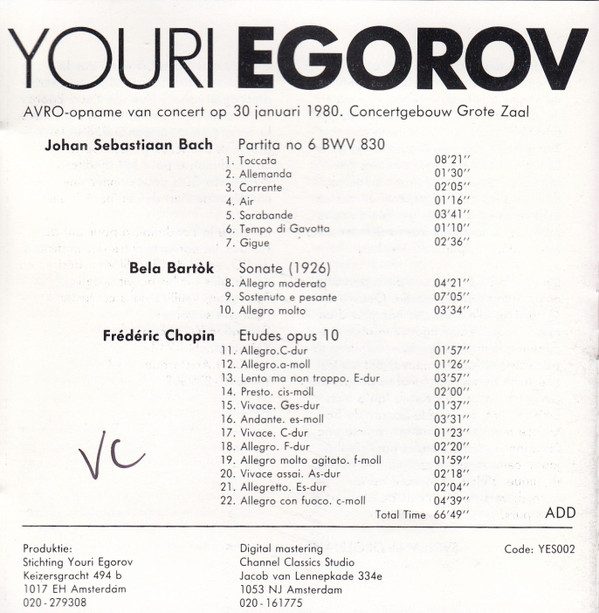 YOURI EGOROV
AVRO-opname van concert op 30 januari 1980. Concertgebouw Grote Zaal
Johan Sebastiaan Bach Partita no 6 BWV 830
1. Toccata 08'21''
2. Allemanda 01'30''
3. Corrente 02'05''
4. Air 01'16''
5. Sarabande 03'41''
6. Tempo di Gavotta 01'10''
7. Gigue 02'36''
Bela Bartòk Sonate (1926)
8. Allegro moderato 04'21''
9. Sostenuto e pesante 07'05''
10. Allegro molto 03'34''
Frédéric Chopin Etudes opus 10
11. Allegro.C-dur 01'57''
12. Allegro.a-moll 01'26''
13. Lento ma non troppo. E-dur 03'57''
14. Presto. cis-moll 02'00''
15. Vivace. Ges-dur 01'37''
16. Andante. es-moll 03'31''
17. Vivace. C-dur 01'23''
18. Allegro. F-dur 02'20''
19. Allegro molto agitato. f-moll 01'59''
20. Vivace assai. As-dur 02'18''
21. Allegretto. Es-dur 02'04''
22. Allegro con fuoco. c-moll 04'39''
Total Time 66'49'' ADD
VC
Produktie: Digital mastering Code: YES002
Stichting Youri Egorov Channel Classics Studio
Keizersgracht 494 b Jacob van Lennepkade 334e
1017 EH Amsterdam 1053 NJ Amsterdam
020-279308 020-161775